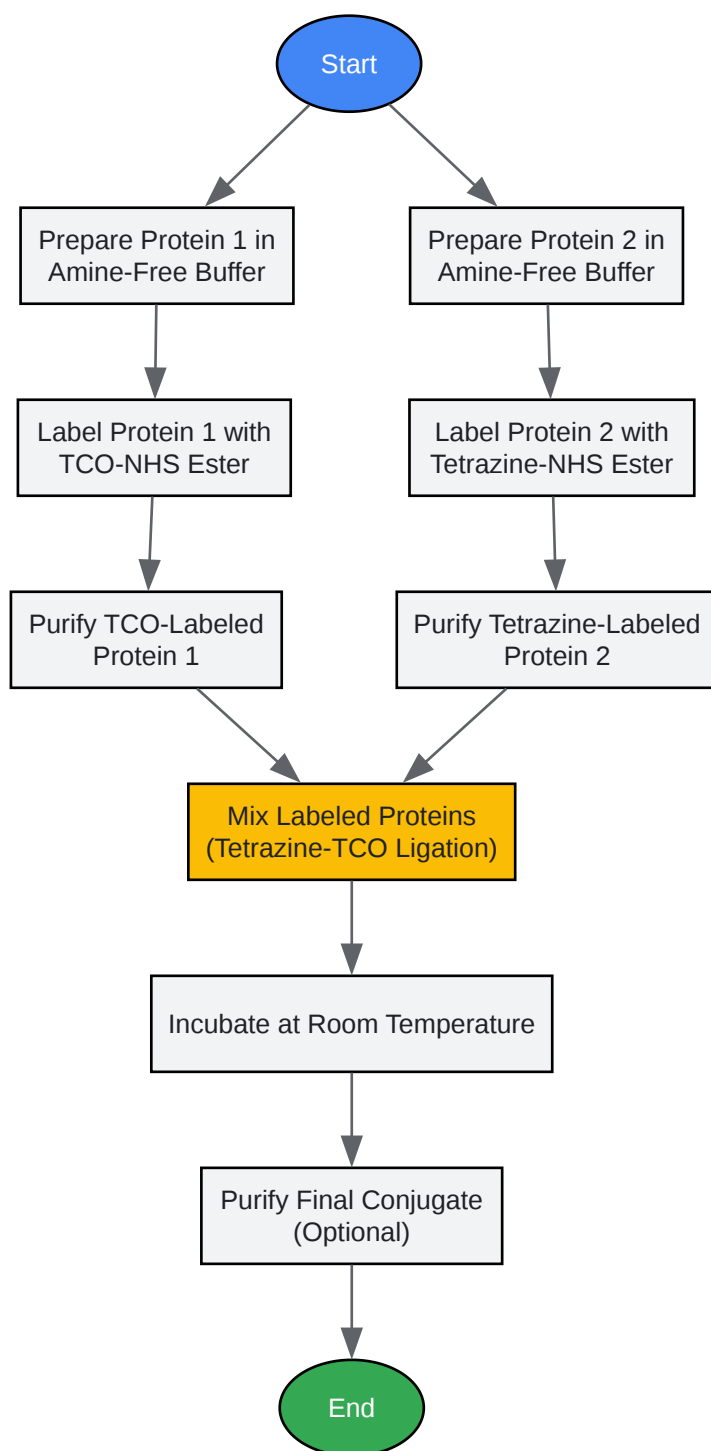 Start
Prepare Protein 1 in
Amine-Free Buffer
Prepare Protein 2 in
Amine-Free Buffer
Label Protein 1 with
TCO-NHS Ester
Label Protein 2 with
Tetrazine-NHS Ester
Purify TCO-Labeled
Protein 1
Purify Tetrazine-Labeled
Protein 2
Mix Labeled Proteins
(Tetrazine-TCO Ligation)
Incubate at Room Temperature
Purify Final Conjugate
(Optional)
End